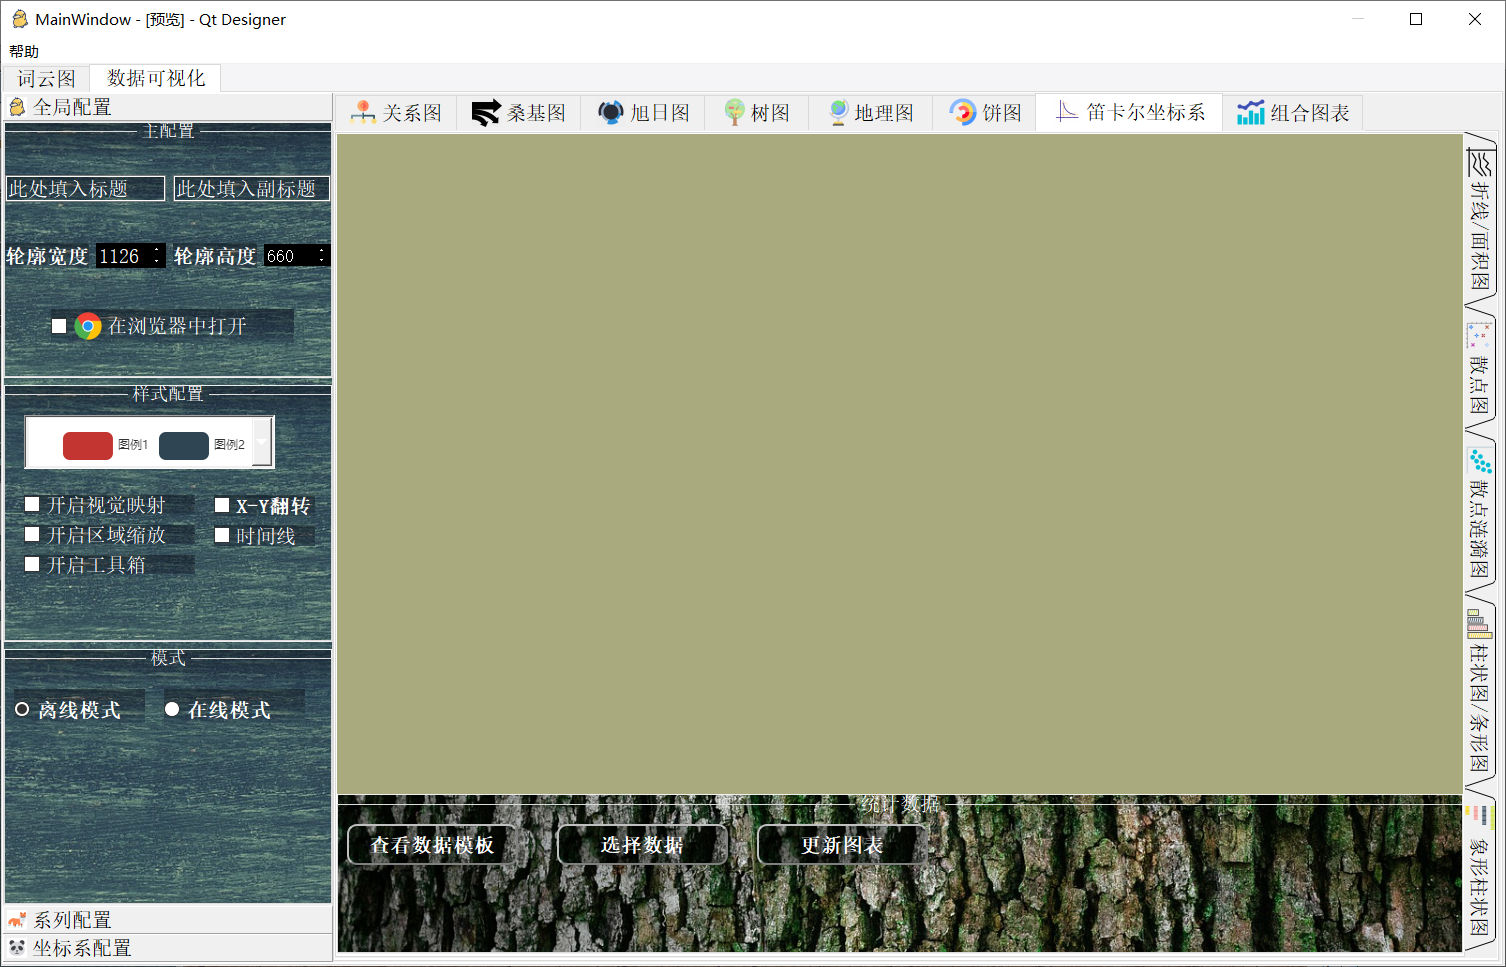 MainWindow - [预览] - Qt Designer
帮助
词云图
数据可视化
全局配置
主配置
此处填入标题
此处填入副标题
轮廓宽度 1126
轮廓高度 660
在浏览器中打开
样式配置
图例1 图例2
开启视觉映射
X-Y翻转
开启区域缩放
时间线
开启工具箱
模式
离线模式
在线模式
系列配置
坐标系配置
关系图
桑基图
旭日图
树图
地理图
饼图
笛卡尔坐标系
组合图表
统计数据
查看数据模板
选择数据
更新图表
折线/面积图
散点图
散点涟漪图
柱状图/条形图
象形柱状图